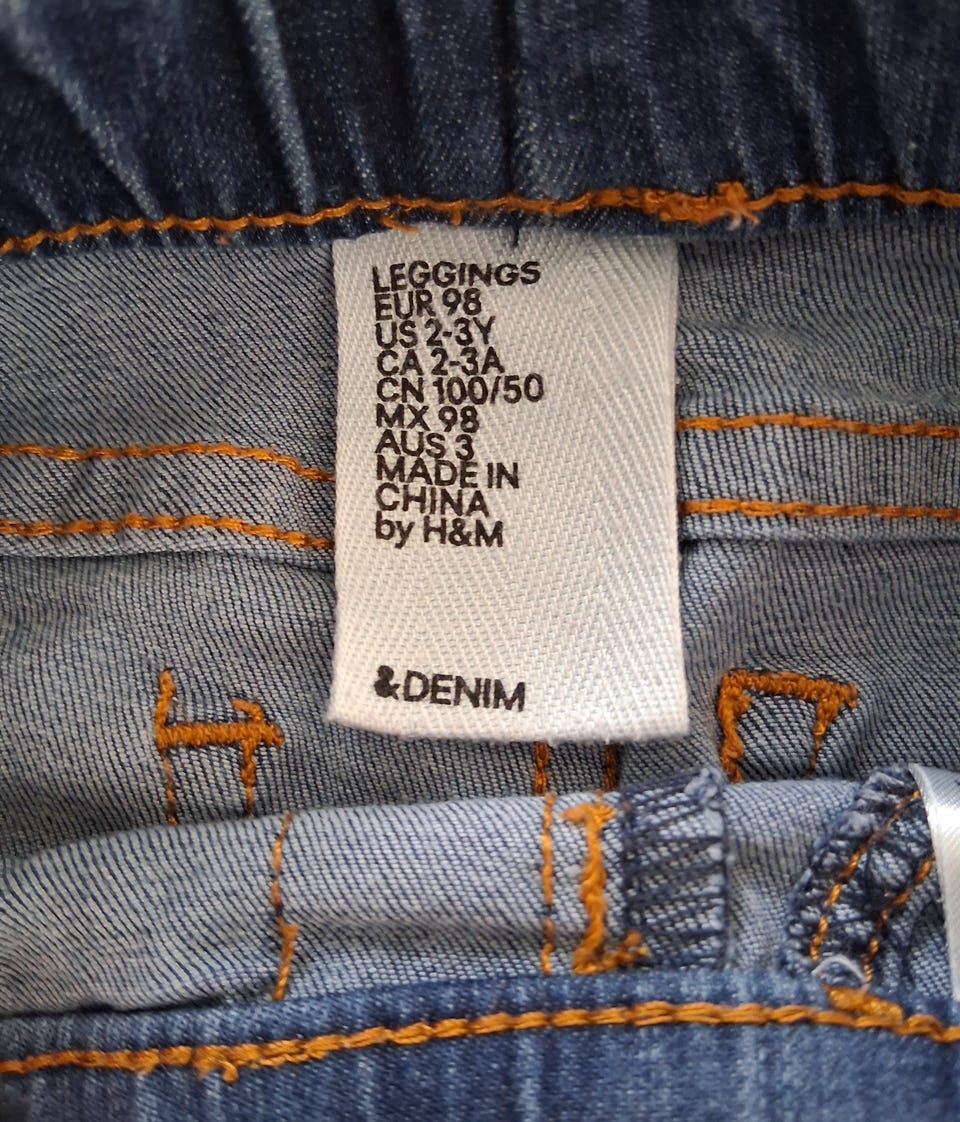 LEGGINGS
EUR 98
US 2-3Y
CA 2-3A
CN 100/50
MX 98
AUS 3
MADE IN
CHINA
by H&M
&DENIM